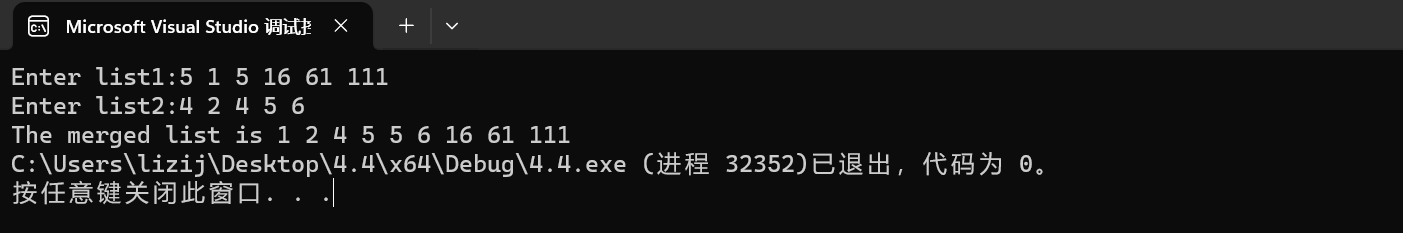 Microsoft Visual Studio 调试控
Enter list1:5 1 5 16 61 111
Enter list2:4 2 4 5 6
The merged list is 1 2 4 5 5 6 16 61 111
C:\Users\lizij\Desktop\4.4\x64\Debug\4.4.exe (进程 32352)已退出，代码为 0。
按任意键关闭此窗口. . .